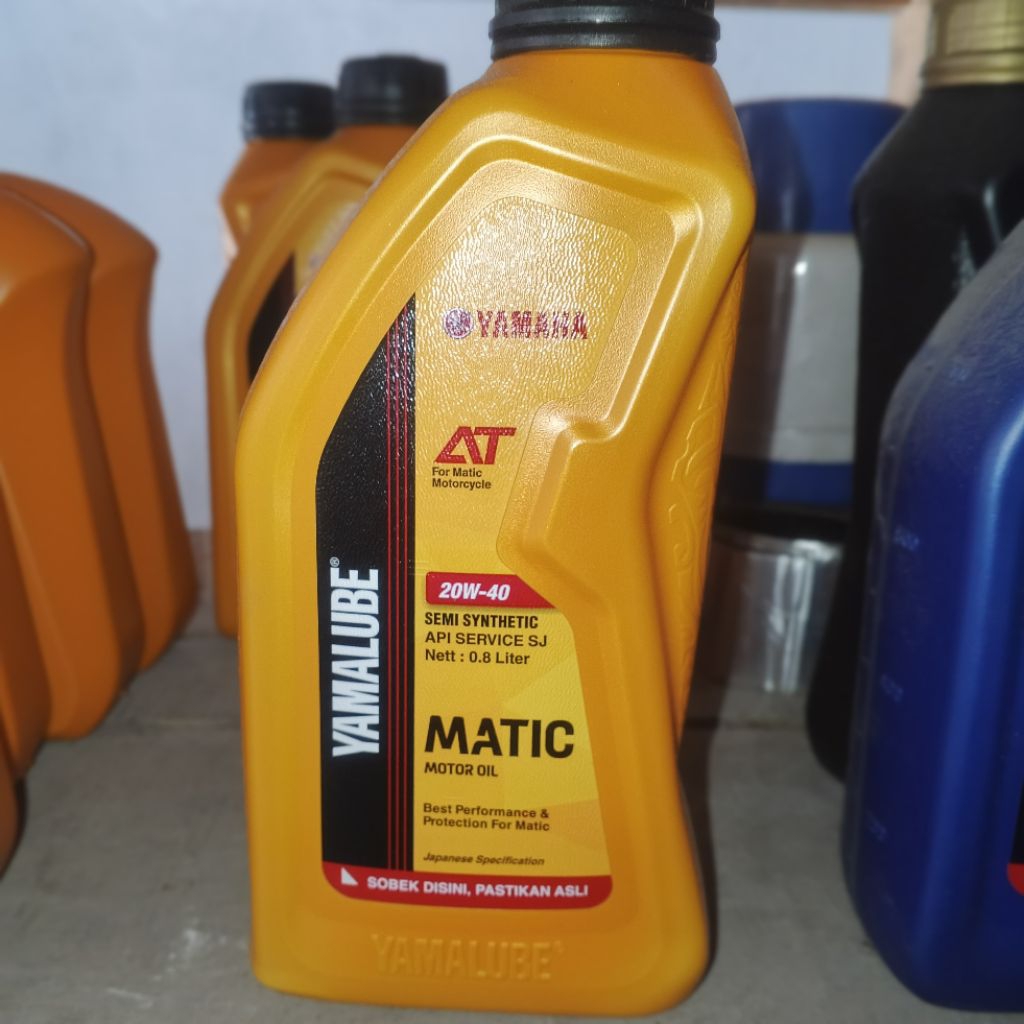 YAMAHA
AT
For Matic
Motorcycle
YAMALUBE®
20W-40
SEMI SYNTHETIC
API SERVICE SJ
Nett : 0.8 Liter
MATIC
MOTOR OIL
Best Performance &
Protection For Matic
Japanese Specification
SOBEK DISINI, PASTIKAN ASLI
YAMALUBE®